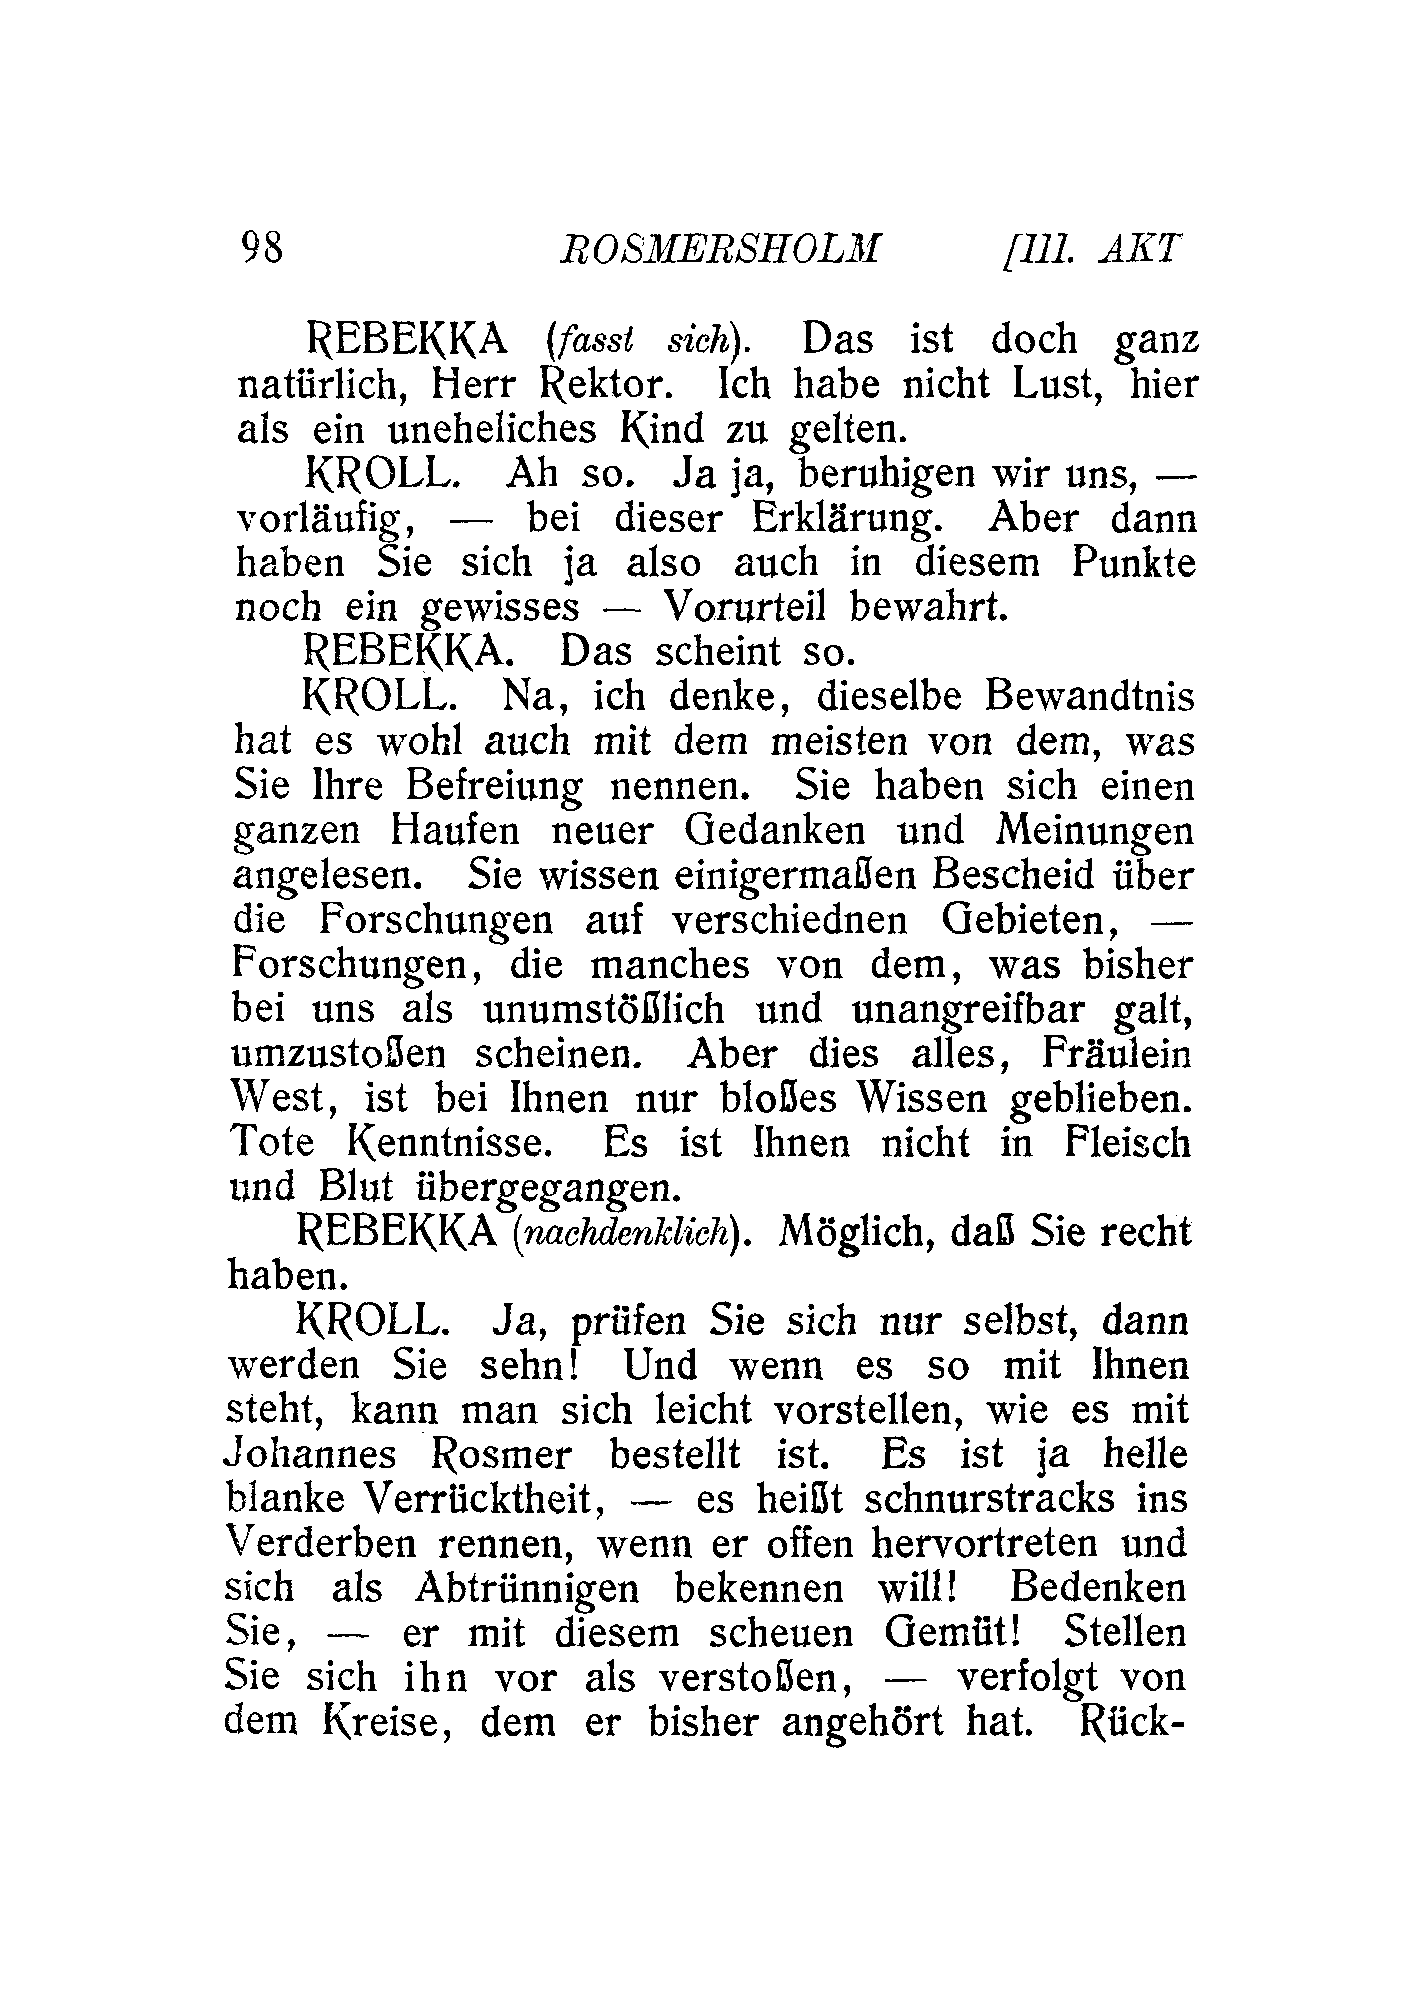 98 ROSMERSHOLM [III. AKT
REBEKKA (fasst sich). Das ist doch ganz
natürlich, Herr Rektor. Ich habe nicht Lust, hier
als ein uneheliches Kind zu gelten.
KROLL. Ah so. Ja ja, beruhigen wir uns, —
vorläufig, — bei dieser Erklärung. Aber dann
haben Sie sich ja also auch in diesem Punkte
noch ein gewisses — Vorurteil bewahrt.
REBEKKA. Das scheint so.
KROLL. Na, ich denke, dieselbe Bewandtnis
hat es wohl auch mit dem meisten von dem, was
Sie Ihre Befreiung nennen. Sie haben sich einen
ganzen Haufen neuer Gedanken und Meinungen
angelesen. Sie wissen einigermaßen Bescheid über
die Forschungen auf verschiednen Gebieten, —
Forschungen, die manches von dem, was bisher
bei uns als unumstößlich und unangreifbar galt,
umzustoßen scheinen. Aber dies alles, Fräulein
West, ist bei Ihnen nur bloßes Wissen geblieben.
Tote Kenntnisse. Es ist Ihnen nicht in Fleisch
und Blut übergegangen.
REBEKKA (nachdenklich). Möglich, daß Sie recht
haben.
KROLL. Ja, prüfen Sie sich nur selbst, dann
werden Sie sehn! Und wenn es so mit Ihnen
steht, kann man sich leicht vorstellen, wie es mit
Johannes Rosmer bestellt ist. Es ist ja helle
blanke Verrücktheit, — es heißt schnurstracks ins
Verderben rennen, wenn er offen hervortreten und
sich als Abtrünnigen bekennen will! Bedenken
Sie, — er mit diesem scheuen Gemüt! Stellen
Sie sich ihn vor als verstoßen, — verfolgt von
dem Kreise, dem er bisher angehört hat. Rück-